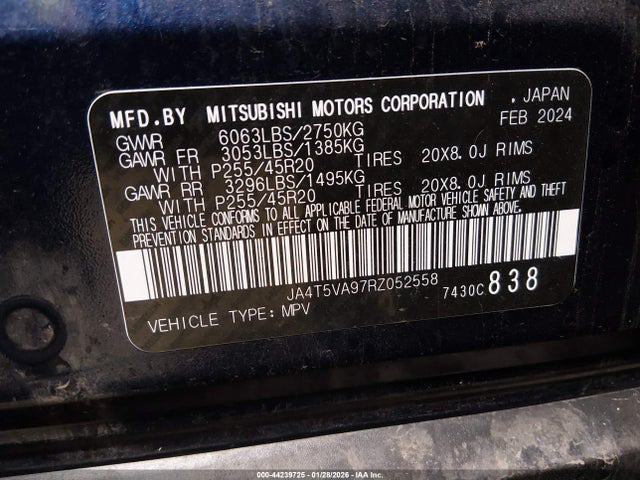 MFD.BY MITSUBISHI MOTORS CORPORATION . JAPAN
FEB 2024
GVWR 6063LBS/2750KG
GAWR FR 3053LBS/1385KG
WITH P255/45R20 TIRES 20X8.0J RIMS
GAWR RR 3296LBS/1495KG
WITH P255/45R20 TIRES 20X8.0J RIMS
THIS VEHICLE CONFORMS TO ALL APPLICABLE FEDERAL MOTOR VEHICLE SAFETY AND THEFT
PREVENTION STANDARDS IN EFFECT ON THE DATE OF MANUFACTURE SHOWN ABOVE.
JA4T5VA97RZ052558 7430C 838
VEHICLE TYPE: MPV
000-44239725 | 01/28/2026 | IAA Inc.